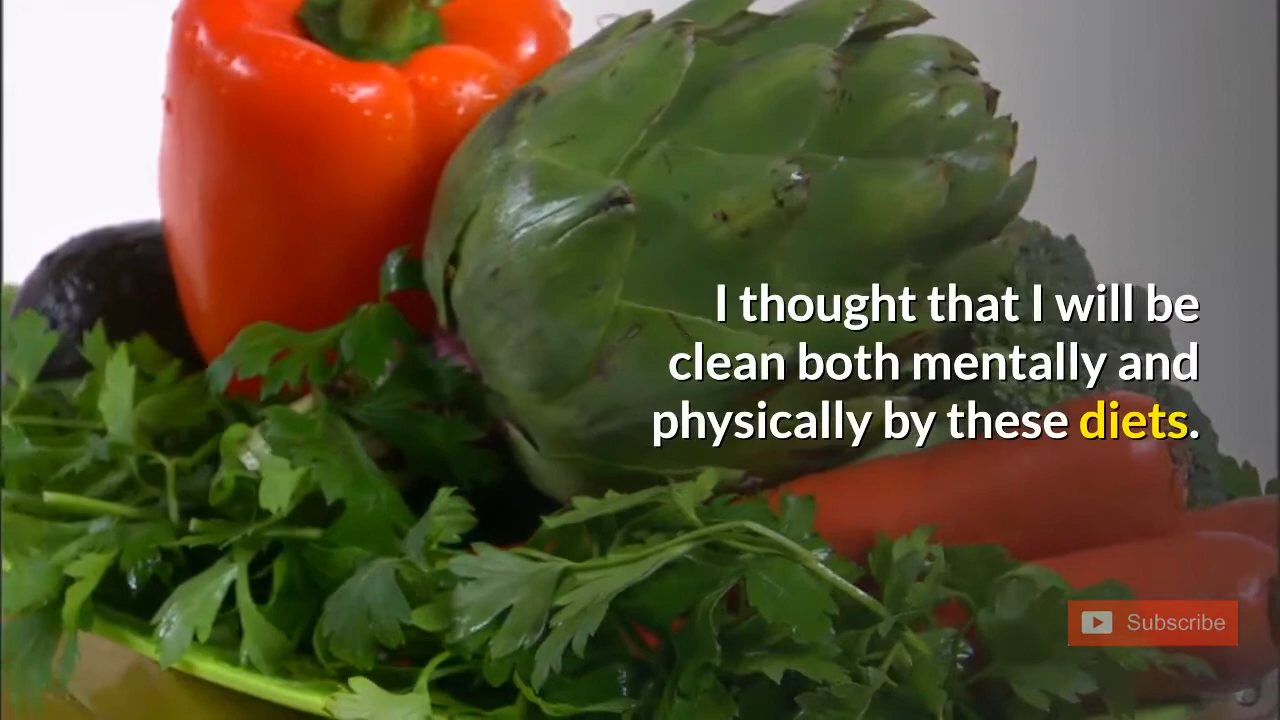 I thought that I will be
clean both mentally and
physically by these diets.
Subscribe